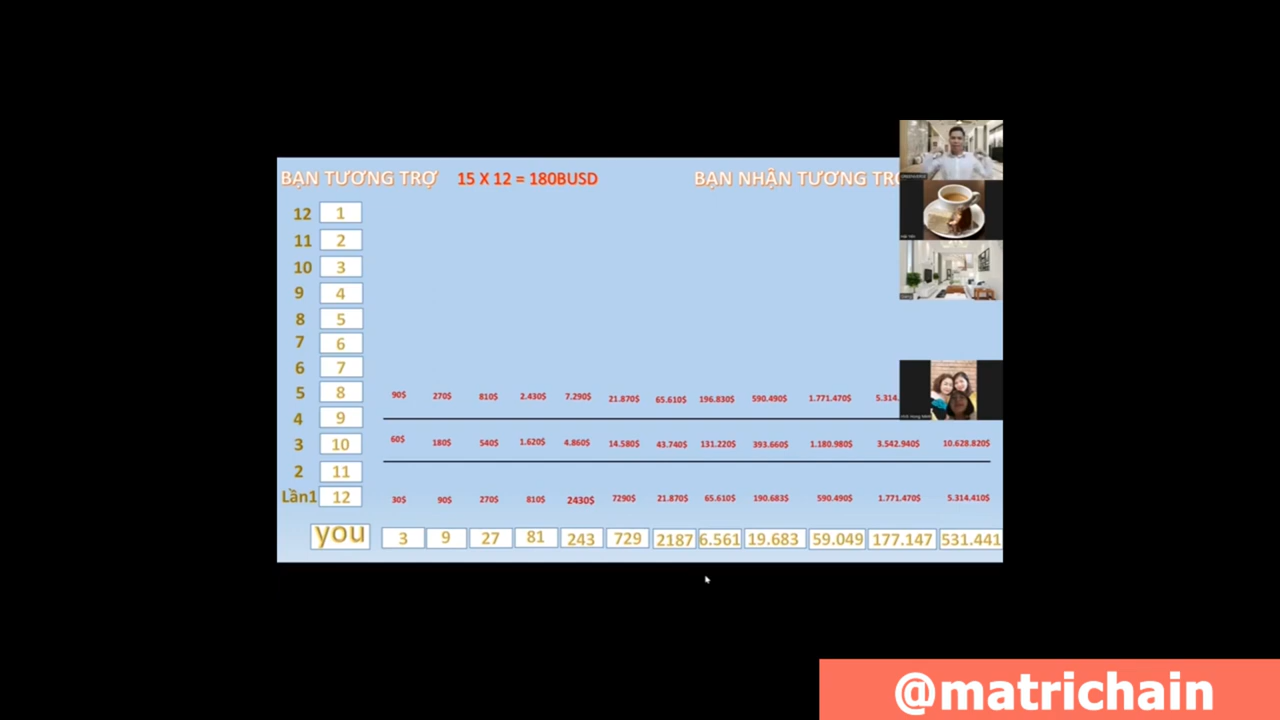 BẠN TƯƠNG TRỢ 15 X 12 = 180BUSD BẠN NHẬN TƯƠNG TRỢ
12 1
11 2
10 3
9 4
8 5
7 6
6 7
5 8 90$ 270$ 810$ 2.430$ 7.290$ 21.870$ 65.610$ 196.830$ 590.490$ 1.771.470$ 5.314.
4 9
3 10 60$ 180$ 540$ 1.620$ 4.860$ 14.580$ 43.740$ 131.220$ 393.660$ 1.180.980$ 3.542.940$ 10.628.820$
2 11
Lần1 12 30$ 90$ 270$ 810$ 2430$ 7290$ 21.870$ 65.610$ 190.683$ 590.490$ 1.771.470$ 5.314.410$
you 3 9 27 81 243 729 2187 6.561 19.683 59.049 177.147 531.441
@matrichain